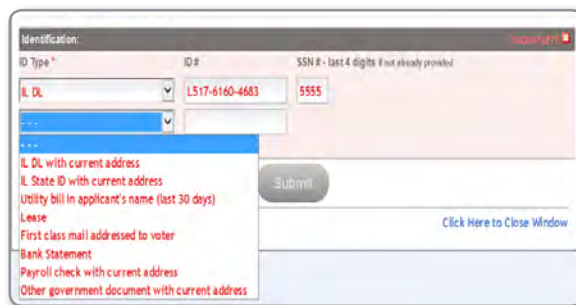 Identification: INCOMPLETE
ID Type * ID # SSN # - last 4 digits if not already provided
IL DL L517-6160-4683 5555
- - -
- - -
IL DL with current address
IL State ID with current address
Utility bill in applicant's name (last 30 days)
Submit
Lease
Click Here to Close Window
First class mail addressed to voter
Bank Statement
Payroll check with current address
Other government document with current address